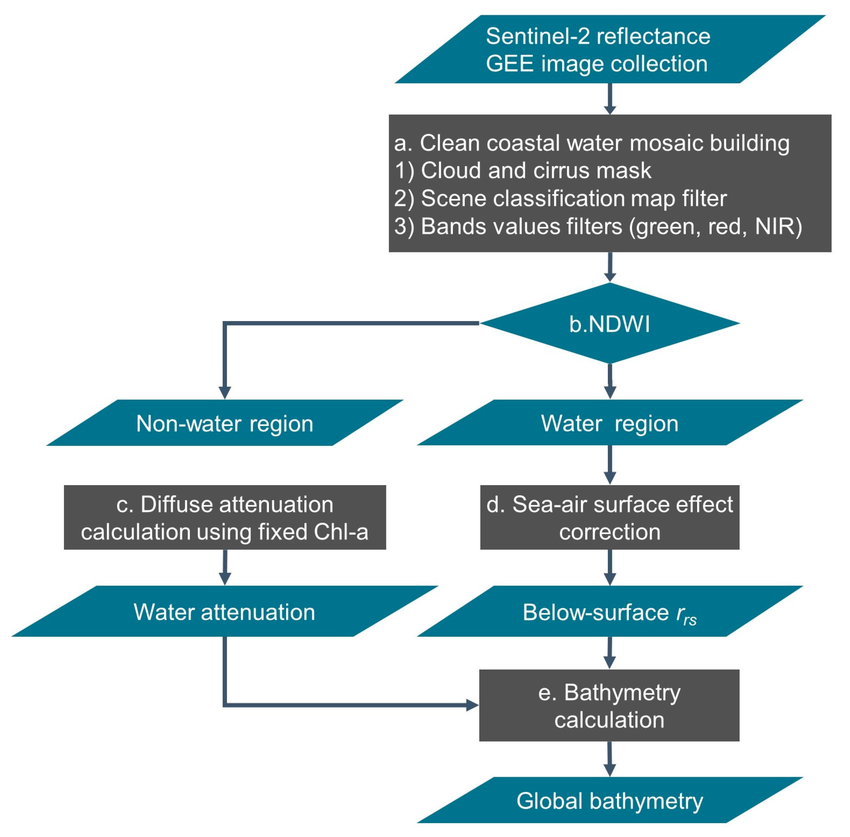 Sentinel-2 reflectance
GEE image collection
a. Clean coastal water mosaic building
1) Cloud and cirrus mask
2) Scene classification map filter
3) Bands values filters (green, red, NIR)
b.NDWI
Non-water region
Water region
c. Diffuse attenuation
calculation using fixed Chl-a
d. Sea-air surface effect
correction
Water attenuation
Below-surface rrs
e. Bathymetry
calculation
Global bathymetry